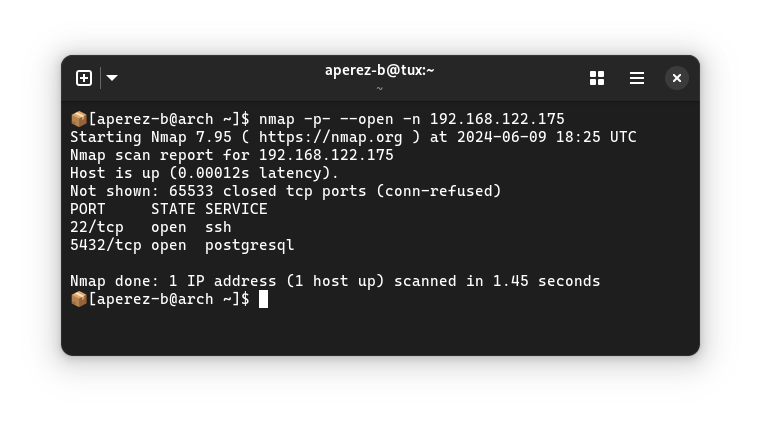 aperez-b@tux:~
~
📦[aperez-b@arch ~]$ nmap -p- --open -n 192.168.122.175
Starting Nmap 7.95 ( https://nmap.org ) at 2024-06-09 18:25 UTC
Nmap scan report for 192.168.122.175
Host is up (0.00012s latency).
Not shown: 65533 closed tcp ports (conn-refused)
PORT     STATE SERVICE
22/tcp   open  ssh
5432/tcp open  postgresql
Nmap done: 1 IP address (1 host up) scanned in 1.45 seconds
📦[aperez-b@arch ~]$